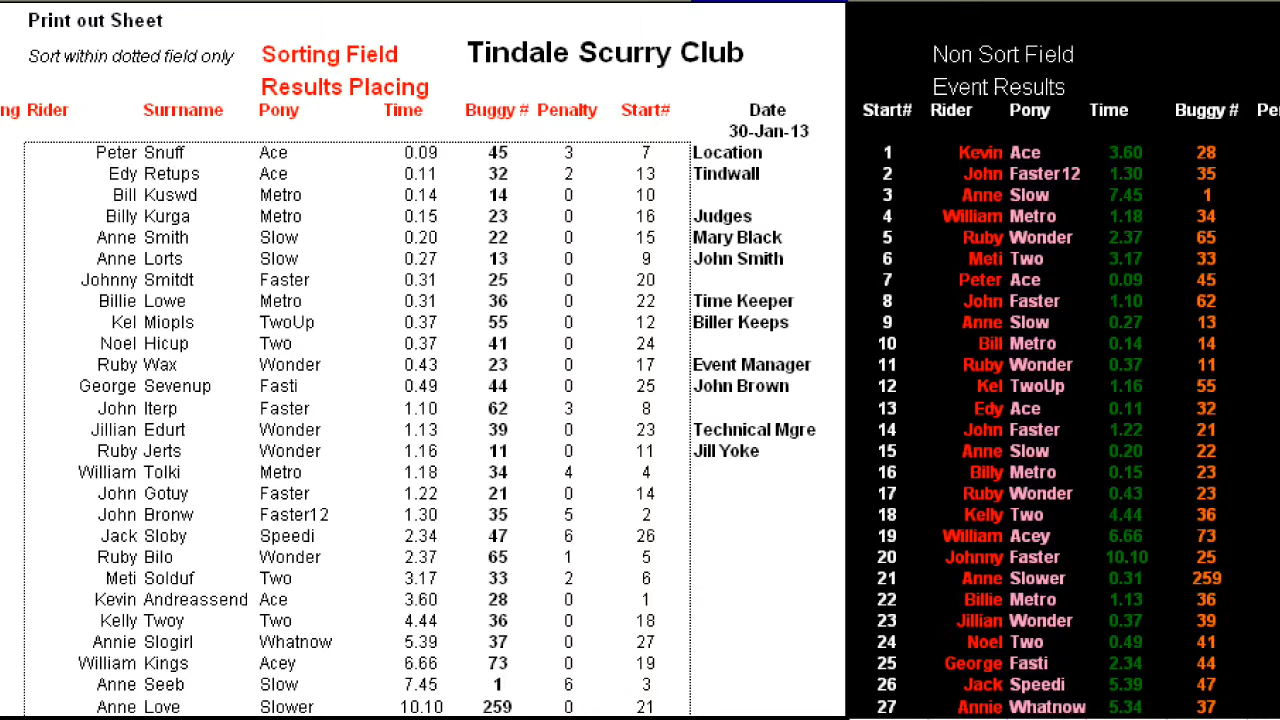 Print out Sheet
Sort within dotted field only Sorting Field Tindale Scurry Club Non Sort Field
Results Placing Event Results
ng Rider Surrname Pony Time Buggy # Penalty Start# Date Start# Rider Pony Time Buggy # Pe
30-Jan-13
Peter Snuff Ace 0.09 45 3 7 Location 1 Kevin Ace 3.60 28
Edy Retups Ace 0.11 32 2 13 Tindwall 2 John Faster12 1.30 35
Bill Kuswd Metro 0.14 14 0 10 3 Anne Slow 7.45 1
Billy Kurga Metro 0.15 23 0 16 Judges 4 William Metro 1.18 34
Anne Smith Slow 0.20 22 0 15 Mary Black 5 Ruby Wonder 2.37 65
Anne Lorts Slow 0.27 13 0 9 John Smith 6 Meti Two 3.17 33
Johnny Smitdt Faster 0.31 25 0 20 7 Peter Ace 0.09 45
Billie Lowe Metro 0.31 36 0 22 Time Keeper 8 John Faster 1.10 62
Kel Miopls TwoUp 0.37 55 0 12 Biller Keeps 9 Anne Slow 0.27 13
Noel Hicup Two 0.37 41 0 24 10 Bill Metro 0.14 14
Ruby Wax Wonder 0.43 23 0 17 Event Manager 11 Ruby Wonder 0.37 11
George Sevenup Fasti 0.49 44 0 25 John Brown 12 Kel TwoUp 1.16 55
John Iterp Faster 1.10 62 3 8 13 Edy Ace 0.11 32
Jillian Edurt Wonder 1.13 39 0 23 Technical Mgre 14 John Faster 1.22 21
Ruby Jerts Wonder 1.16 11 0 11 Jill Yoke 15 Anne Slow 0.20 22
William Tolki Metro 1.18 34 4 4 16 Billy Metro 0.15 23
John Gotuy Faster 1.22 21 0 14 17 Ruby Wonder 0.43 23
John Bronw Faster12 1.30 35 5 2 18 Kelly Two 4.44 36
Jack Sloby Speedi 2.34 47 6 26 19 William Acey 6.66 73
Ruby Bilo Wonder 2.37 65 1 5 20 Johnny Faster 10.10 25
Meti Solduf Two 3.17 33 2 6 21 Anne Slower 0.31 259
Kevin Andreassend Ace 3.60 28 0 1 22 Billie Metro 1.13 36
Kelly Twoy Two 4.44 36 0 18 23 Jillian Wonder 0.37 39
Annie Slogirl Whatnow 5.39 37 0 27 24 Noel Two 0.49 41
William Kings Acey 6.66 73 0 19 25 George Fasti 2.34 44
Anne Seeb Slow 7.45 1 6 3 26 Jack Speedi 5.39 47
Anne Love Slower 10.10 259 0 21 27 Annie Whatnow 5.34 37